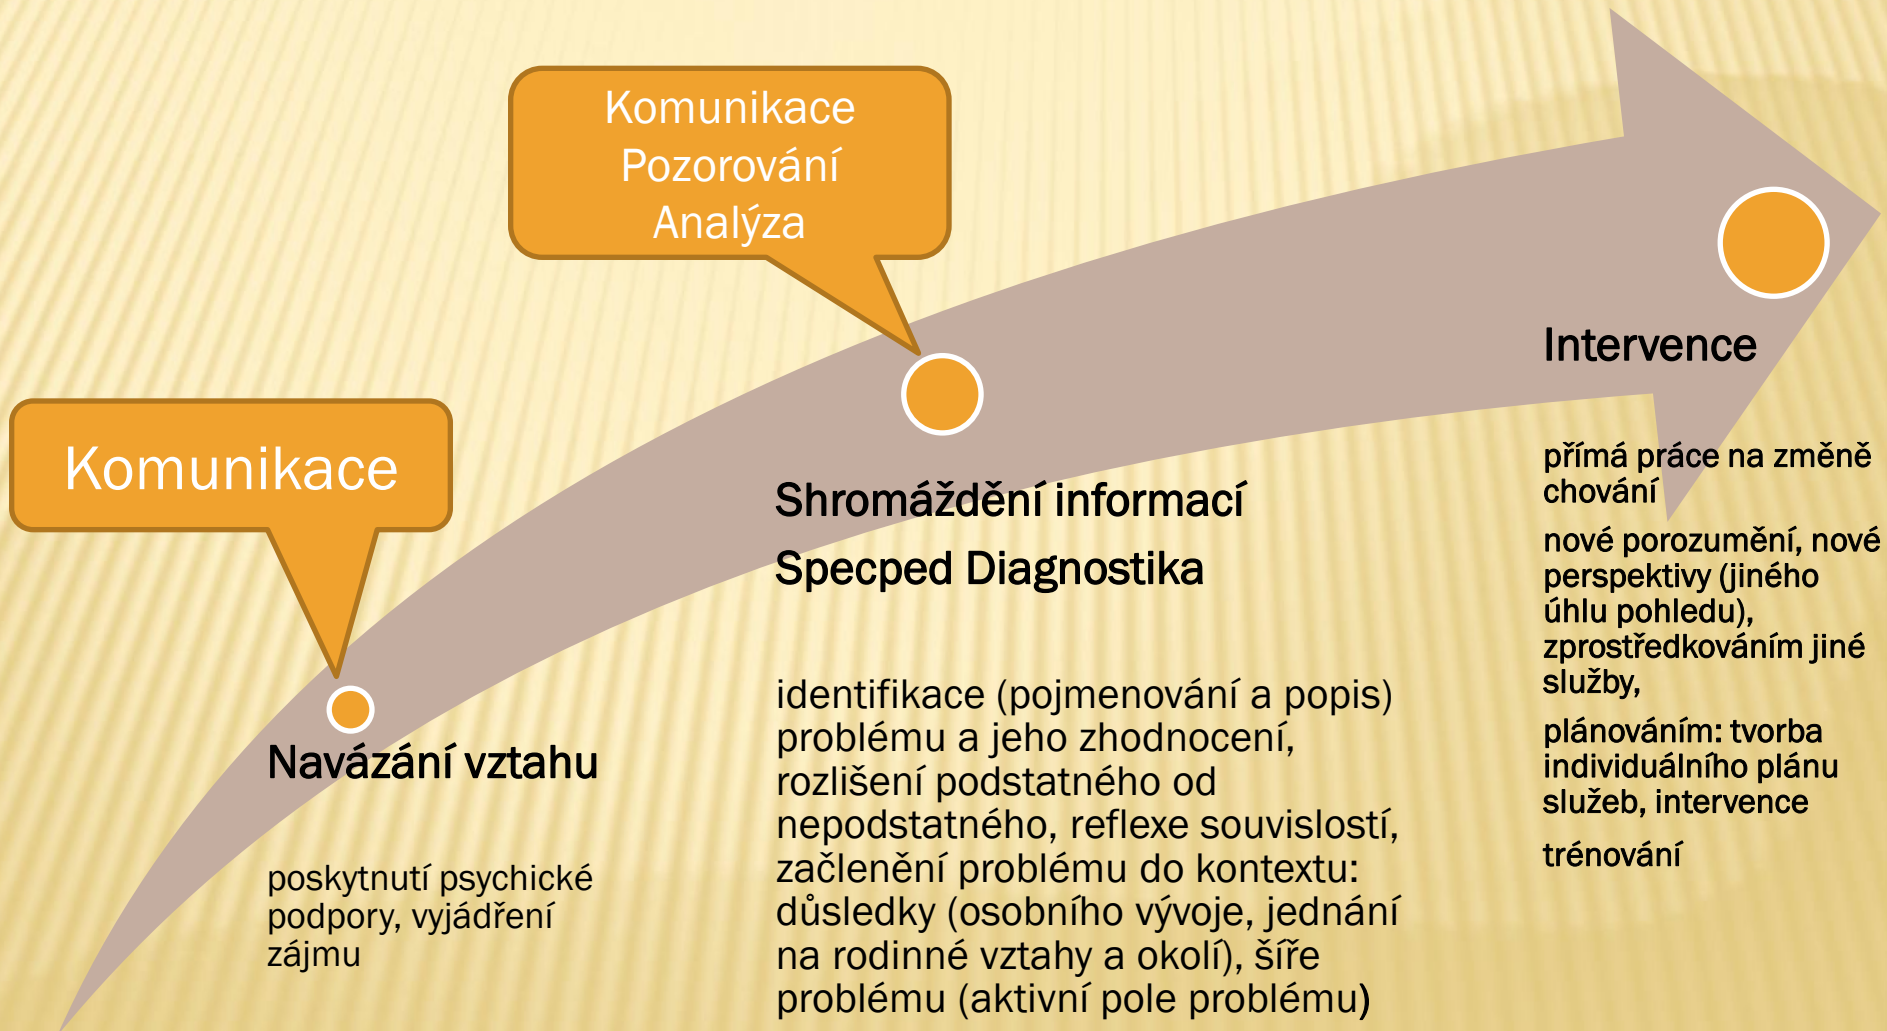 Komunikace
Pozorování
Analýza
Komunikace
Navázání vztahu
poskytnutí psychické
podpory, vyjádření
zájmu
Shromáždění informací
Specped Diagnostika
identifikace (pojmenování a popis)
problému a jeho zhodnocení,
rozlišení podstatného od
nepodstatného, reflexe souvislostí,
začlenění problému do kontextu:
důsledky (osobního vývoje, jednání
na rodinné vztahy a okolí), šíře
problému (aktivní pole problému)
Intervence
přímá práce na změně
chování
nové porozumění, nové
perspektivy (jiného
úhlu pohledu),
zprostředkováním jiné
služby,
plánováním: tvorba
individuálního plánu
služeb, intervence
trénování